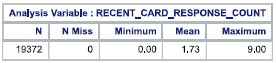 Analysis Variable : RECENT_CARD_RESPONSE_COUNT
N N Miss Minimum Mean Maximum
19372 0 0.00 1.73 9.00